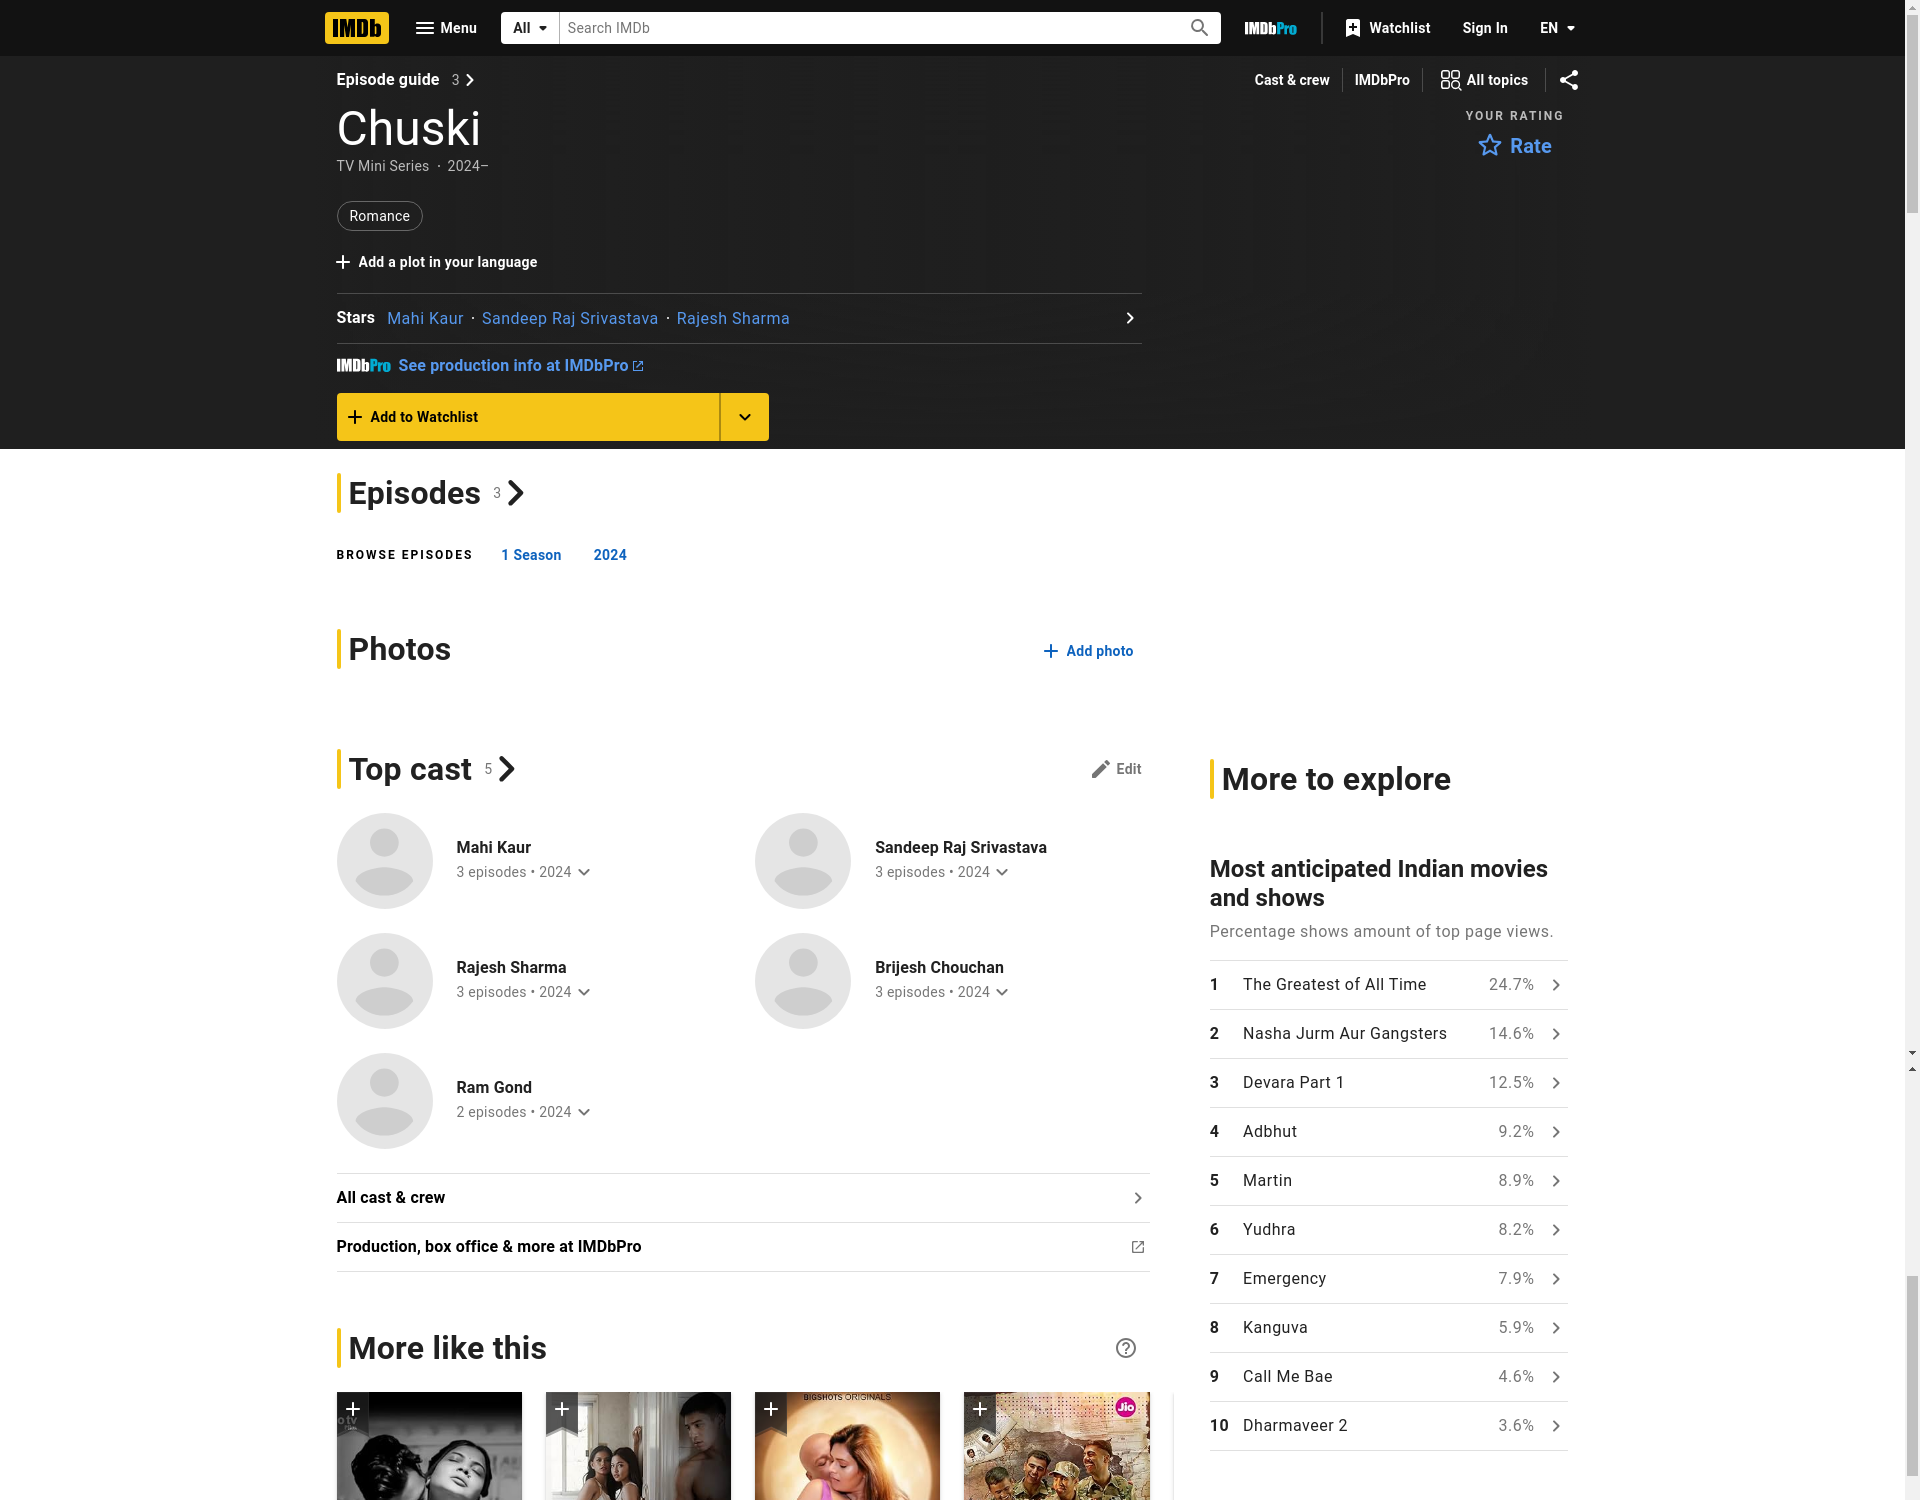 IMDb
Menu
All
Search IMDb
IMDbPro
Watchlist
Sign In
EN
Episode guide 3
Cast & crew
IMDbPro
All topics
Chuski
TV Mini Series · 2024–
YOUR RATING
Rate
Romance
Add a plot in your language
Stars Mahi Kaur · Sandeep Raj Srivastava · Rajesh Sharma
IMDbPro See production info at IMDbPro
Add to Watchlist
Episodes 3
BROWSE EPISODES 1 Season 2024
Photos
Add photo
Top cast 5
Edit
Mahi Kaur
3 episodes • 2024
Sandeep Raj Srivastava
3 episodes • 2024
Rajesh Sharma
3 episodes • 2024
Brijesh Chouchan
3 episodes • 2024
Ram Gond
2 episodes • 2024
All cast & crew
Production, box office & more at IMDbPro
More like this
BIGSHOTS ORIGINALS
Jio
More to explore
Most anticipated Indian movies
and shows
Percentage shows amount of top page views.
1 The Greatest of All Time 24.7%
2 Nasha Jurm Aur Gangsters 14.6%
3 Devara Part 1 12.5%
4 Adbhut 9.2%
5 Martin 8.9%
6 Yudhra 8.2%
7 Emergency 7.9%
8 Kanguva 5.9%
9 Call Me Bae 4.6%
10 Dharmaveer 2 3.6%